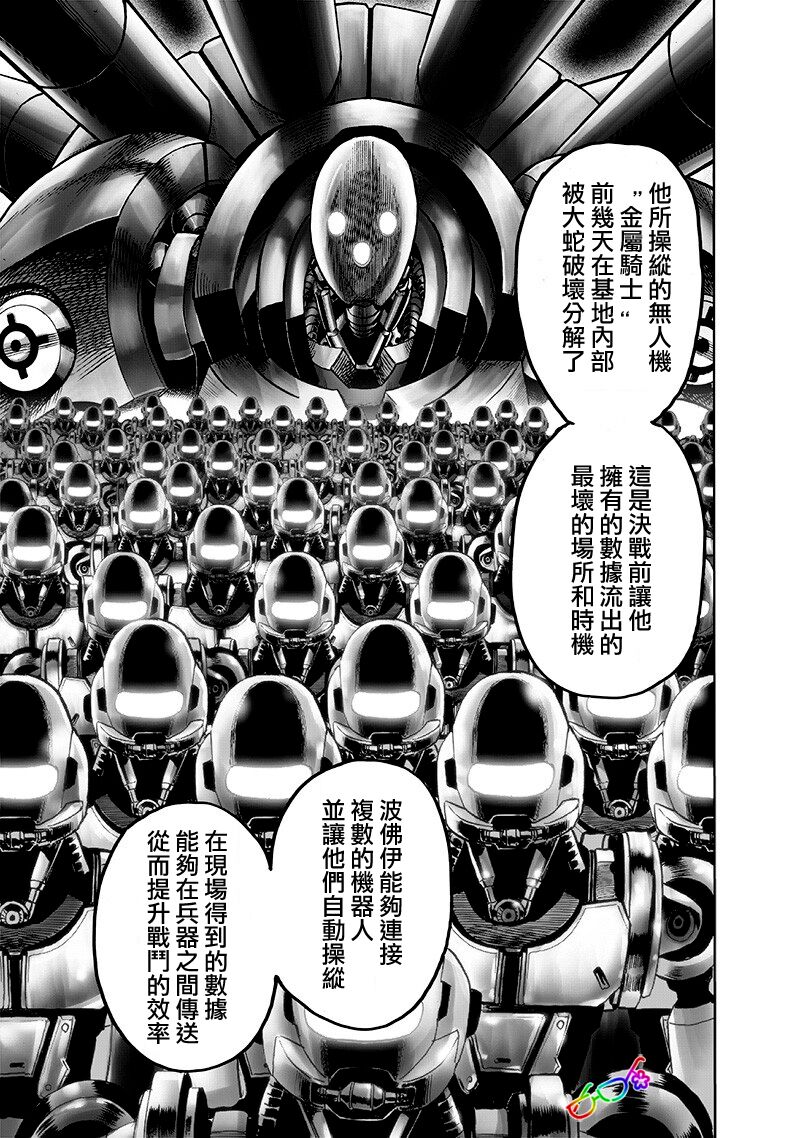 他所操縱的無人機
"金屬騎士"
前幾天在基地內部
被大蛇破壞分解了
這是決戰前讓他
擁有的數據流出的
最壞的場所和時機
波佛伊能夠連接
複數的機器人
並讓他們自動操縱
在現場得到的數據
能夠在兵器之間傳送
從而提升戰鬥的效率